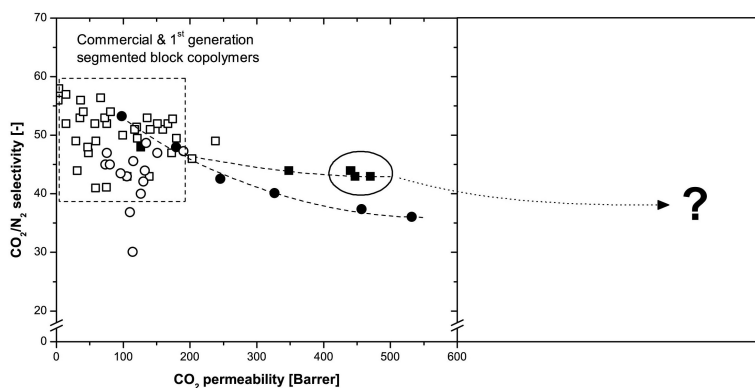 70
Commercial & 1st generation
segmented block copolymers
60
50
40
30
20
0
CO2/N2 selectivity [-]
?
0 100 200 300 400 500 600
CO2 permeability [Barrer]